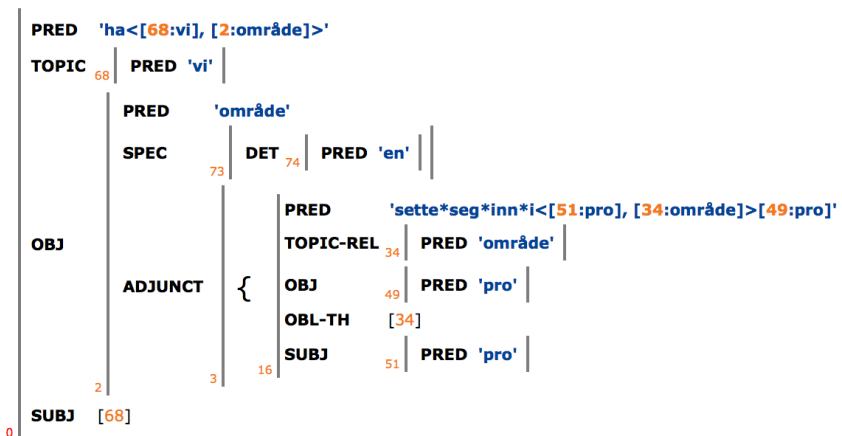 PRED 'ha<[68:vi], [2:område]>'
TOPIC 68 PRED 'vi'
PRED 'område'
SPEC 73 DET 74 PRED 'en'
OBJ 2
ADJUNCT 3 {
PRED 'sette*seg*inn*i<[51:pro], [34:område]>[49:pro]'
TOPIC-REL 34 PRED 'område'
OBJ 49 PRED 'pro'
OBL-TH [34]
SUBJ 51 PRED 'pro'
16
SUBJ [68]
0